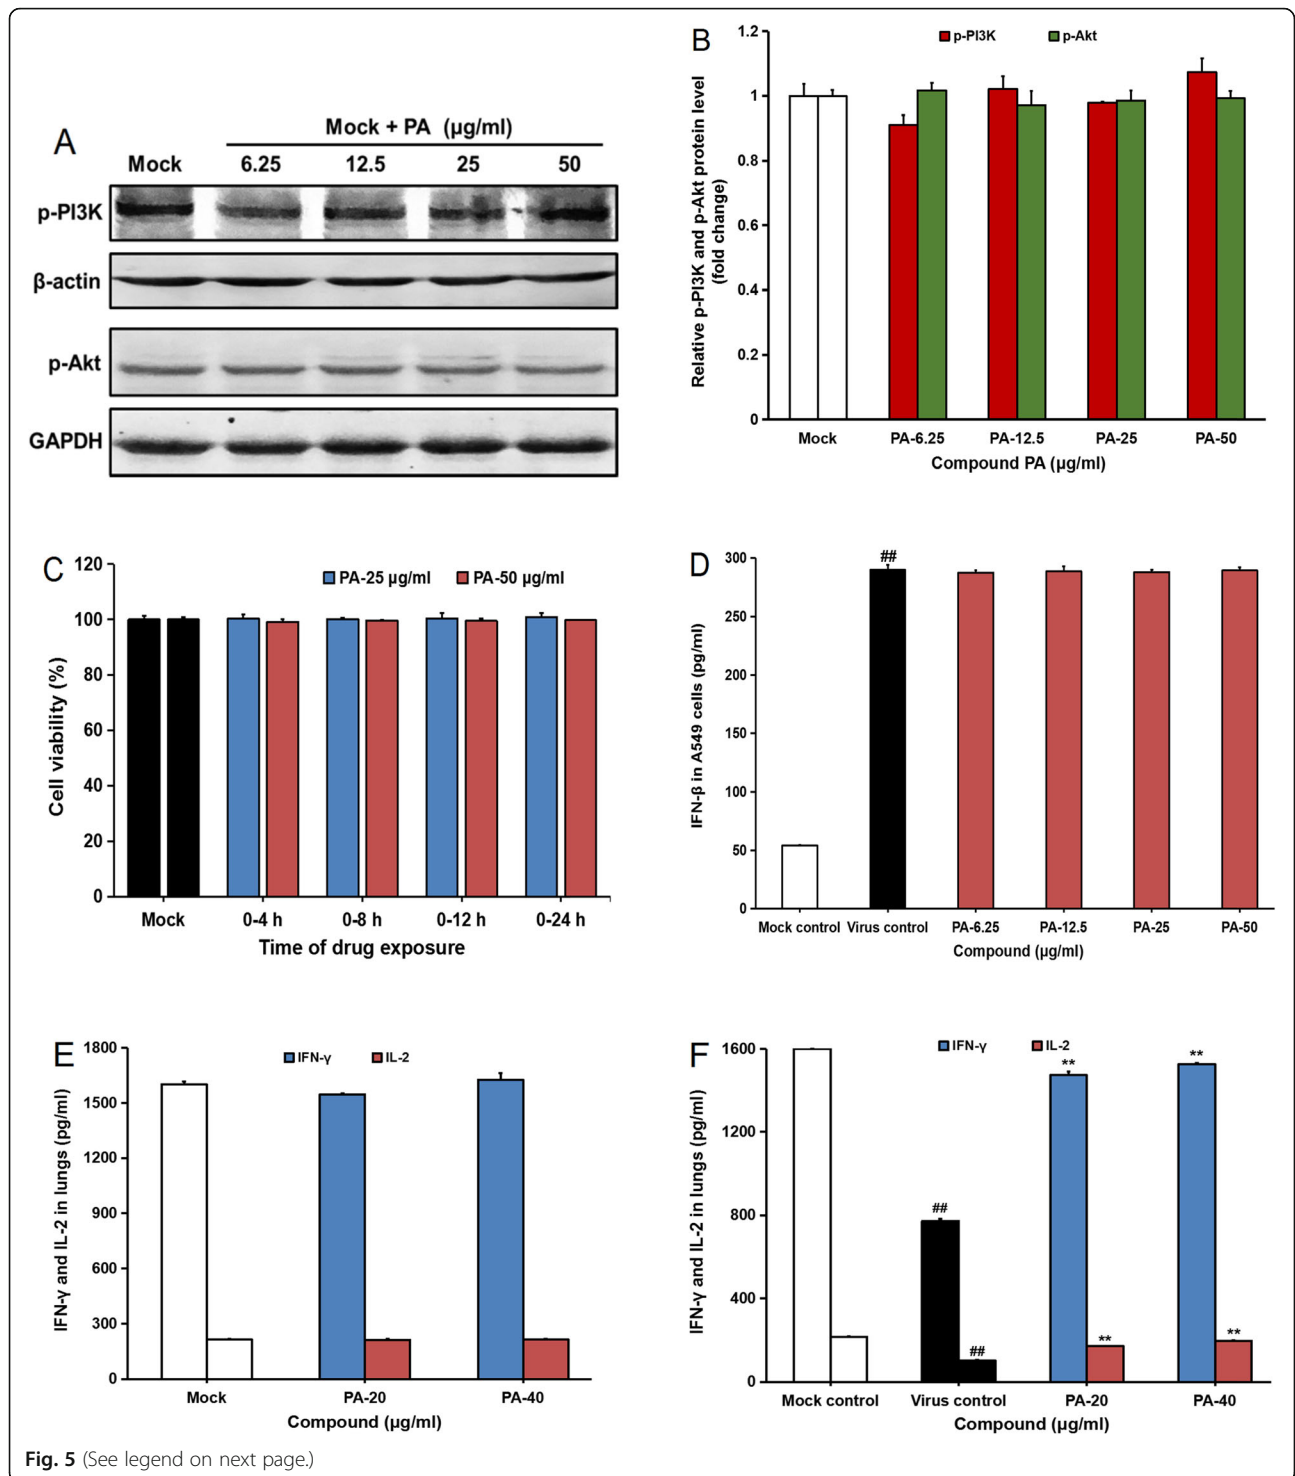 A
Mock + PA (µg/ml)
Mock 6.25 12.5 25 50
p-PI3K
β-actin
p-Akt
GAPDH
B
p-PI3K p-Akt
Relative p-PI3K and p-Akt protein level
(fold change)
1.2
1
0.8
0.6
0.4
0.2
0
Mock PA-6.25 PA-12.5 PA-25 PA-50
Compound PA (µg/ml)
C
PA-25 µg/ml PA-50 µg/ml
Cell viability (%)
120
100
80
60
40
20
0
Mock 0-4 h 0-8 h 0-12 h 0-24 h
Time of drug exposure
D
IFN-β in A549 cells (pg/ml)
300
250
200
150
100
50
0
##
Mock control Virus control PA-6.25 PA-12.5 PA-25 PA-50
Compound (µg/ml)
E
IFN-γ IL-2
IFN-γ and IL-2 in lungs (pg/ml)
1800
1500
1200
900
600
300
0
Mock PA-20 PA-40
Compound (µg/ml)
F
IFN-γ IL-2
IFN-γ and IL-2 in lungs (pg/ml)
1600
1200
800
400
0
## ## ** ** ** **
Mock control Virus control PA-20 PA-40
Compound (µg/ml)
Fig. 5 (See legend on next page.)